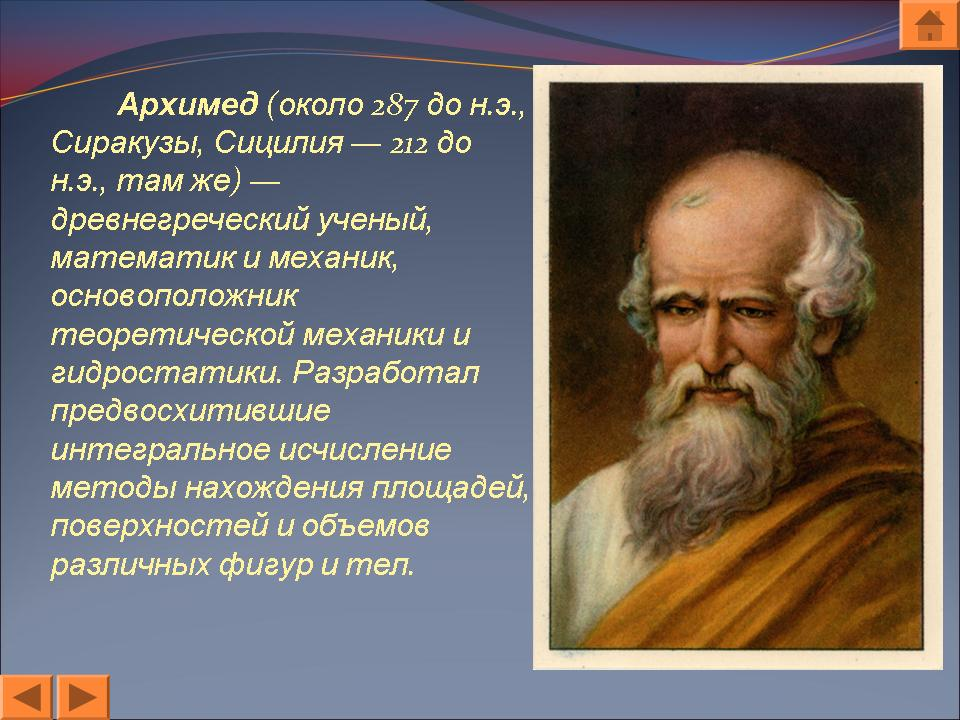 Архимед (около 287 до н.э.,
Сиракузы, Сицилия — 212 до
н.э., там же) —
древнегреческий ученый,
математик и механик,
основоположник
теоретической механики и
гидростатики. Разработал
предвосхитившие
интегральное исчисление
методы нахождения площадей,
поверхностей и объемов
различных фигур и тел.